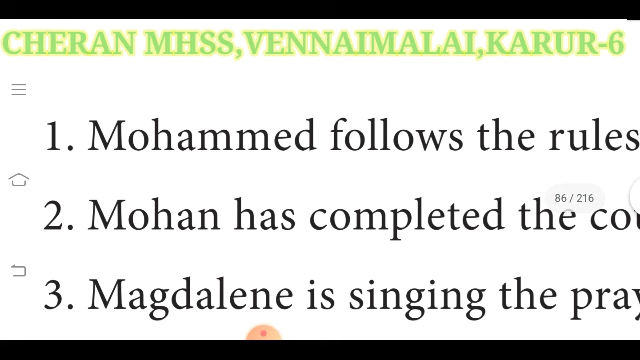 CHERAN MHSS,VENNAIMALAI,KARUR-6
1. Mohammed follows the rules
86 / 216
2. Mohan has completed the
3. Magdalene is singing the